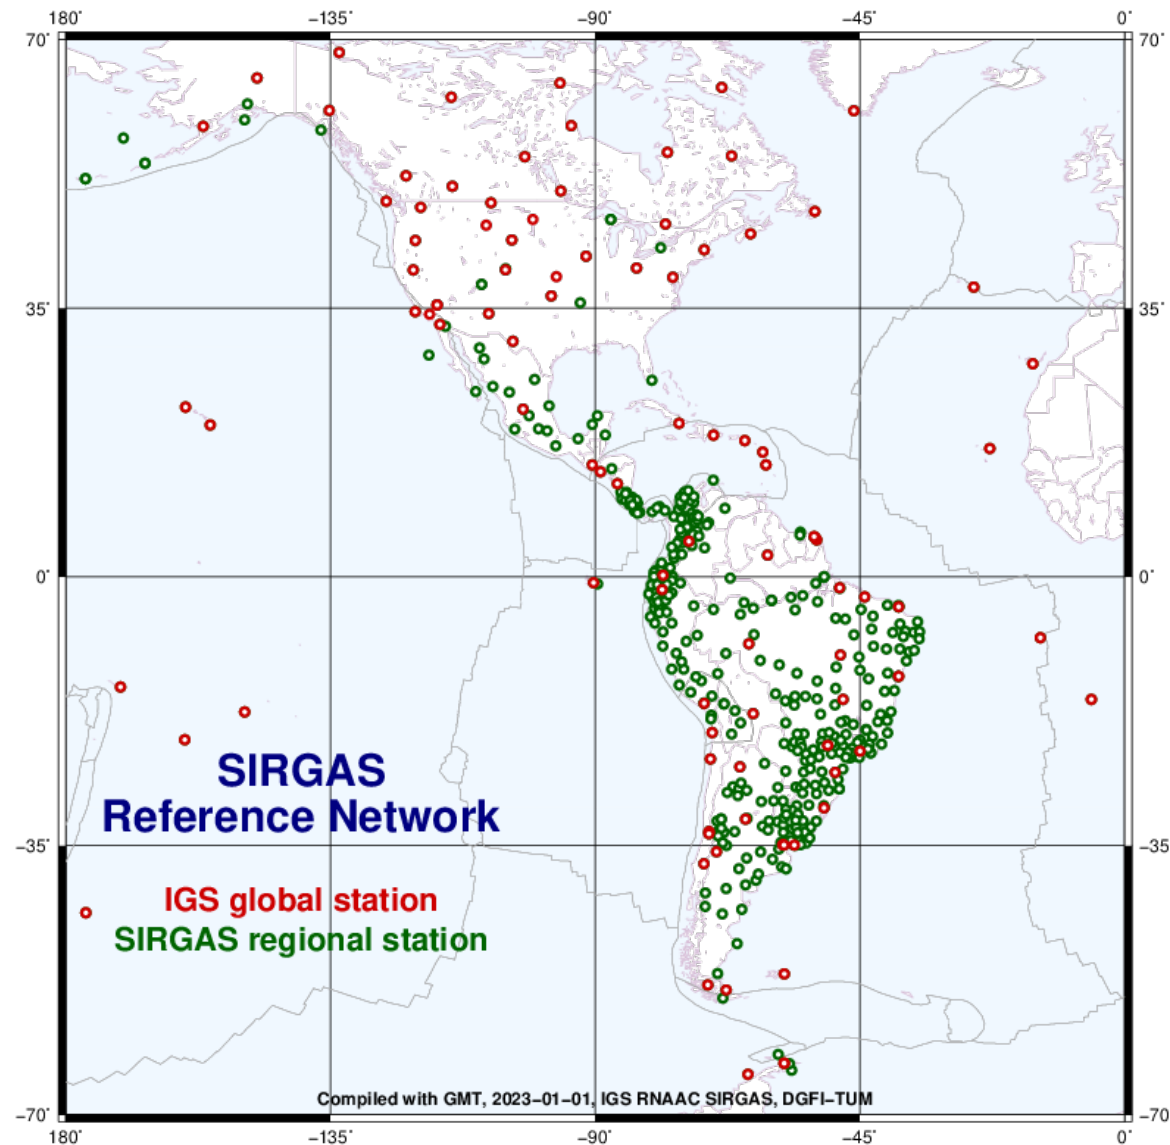 180° −135° −90° −45° 0°
70° 70°
35° 35°
0° 0°
SIRGAS
Reference Network
−35° −35
IGS global station
SIRGAS regional station
Compiled with GMT, 2023−01−01, IGS RNAAC SIRGAS, DGFI−TUM
−70° −70
180° −135° −90° −45° 0°